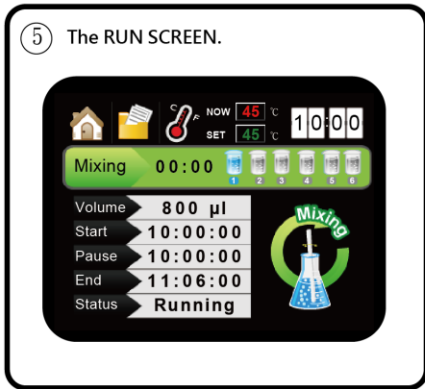 5 The RUN SCREEN.
C F NOW 45 ℃ 10:00
SET 45 ℃
Mixing 00:00 1 2 3 4 5 6
Volume 800 µl
Start 10:00:00
Pause 10:00:00
End 11:06:00
Status Running
Mixing